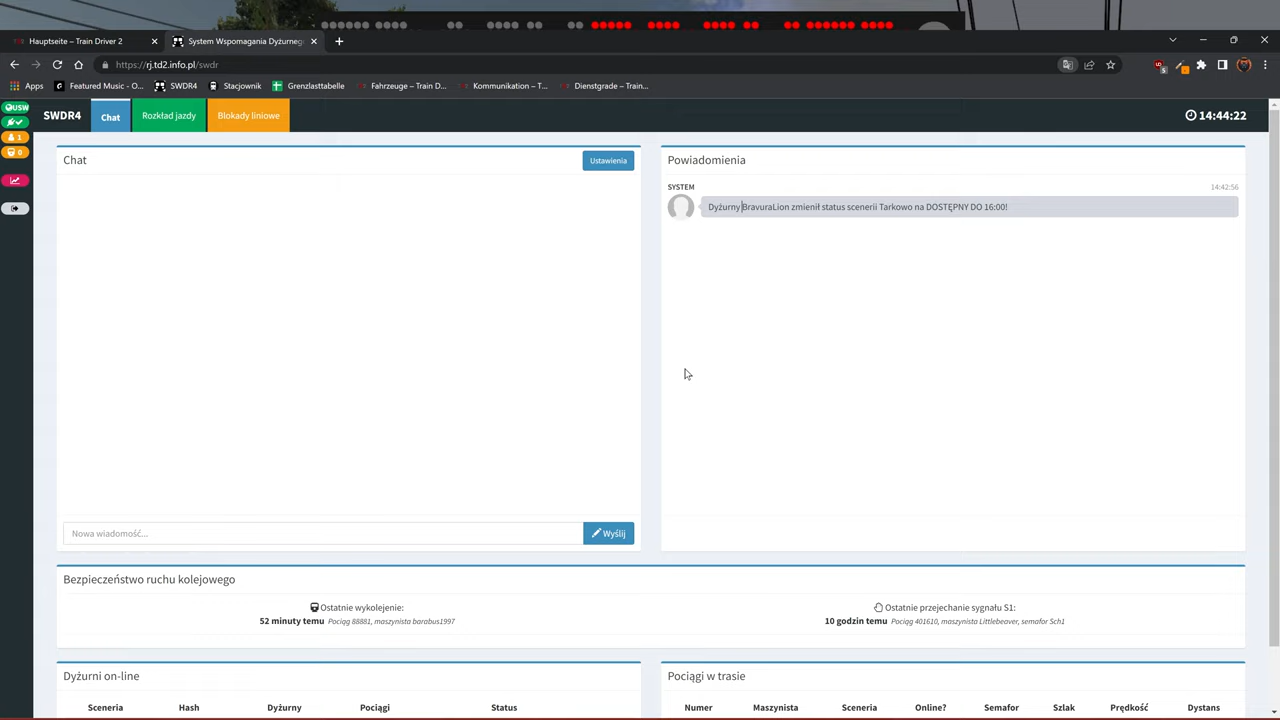 Hauptseite – Train Driver 2
System Wspomagania Dyżurneg
rj.td2.info.pl/swdr
Apps
Featured Music - O...
SWDR4
Stacjownik
Grenzlasttabelle
Fahrzeuge – Train D...
Kommunikation – T...
Dienstgrade – Train...
USW
1
0
SWDR4
Chat
Rozkład jazdy
Blokady liniowe
14:44:22
Chat
Ustawienia
Nowa wiadomość...
Wyślij
Powiadomienia
SYSTEM
14:42:56
Dyżurny BravuraLion zmienił status scenerii Tarkowo na DOSTĘPNY DO 16:00!
Bezpieczeństwo ruchu kolejowego
Ostatnie wykolejenie:
52 minuty temu Pociąg 88881, maszynista barabus1997
Ostatnie przejechanie sygnału S1:
10 godzin temu Pociąg 401610, maszynista Littlebeaver, semafor Sch1
Dyżurni on-line
Sceneria Hash Dyżurny Pociągi Status
Pociągi w trasie
Numer Maszynista Sceneria Online? Semafor Szlak Prędkość Dystans